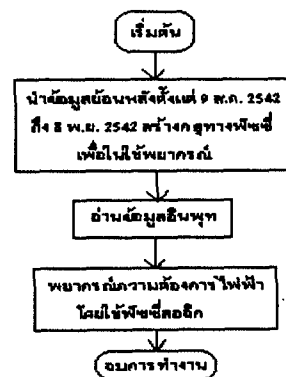 เริ่มต้น
นำข้อมูลย้อนหลังตั้งแต่ 9 ส.ค. 2542
ถึง 8 พ.ย. 2542 สร้างกฎทางฟัซซี่
เพื่อในใช้พยากรณ์
อ่านข้อมูลอินพุท
พยากรณ์ความต้องการไฟฟ้า
โดยใช้ฟัซซี่ลอจิก
จบการทำงาน